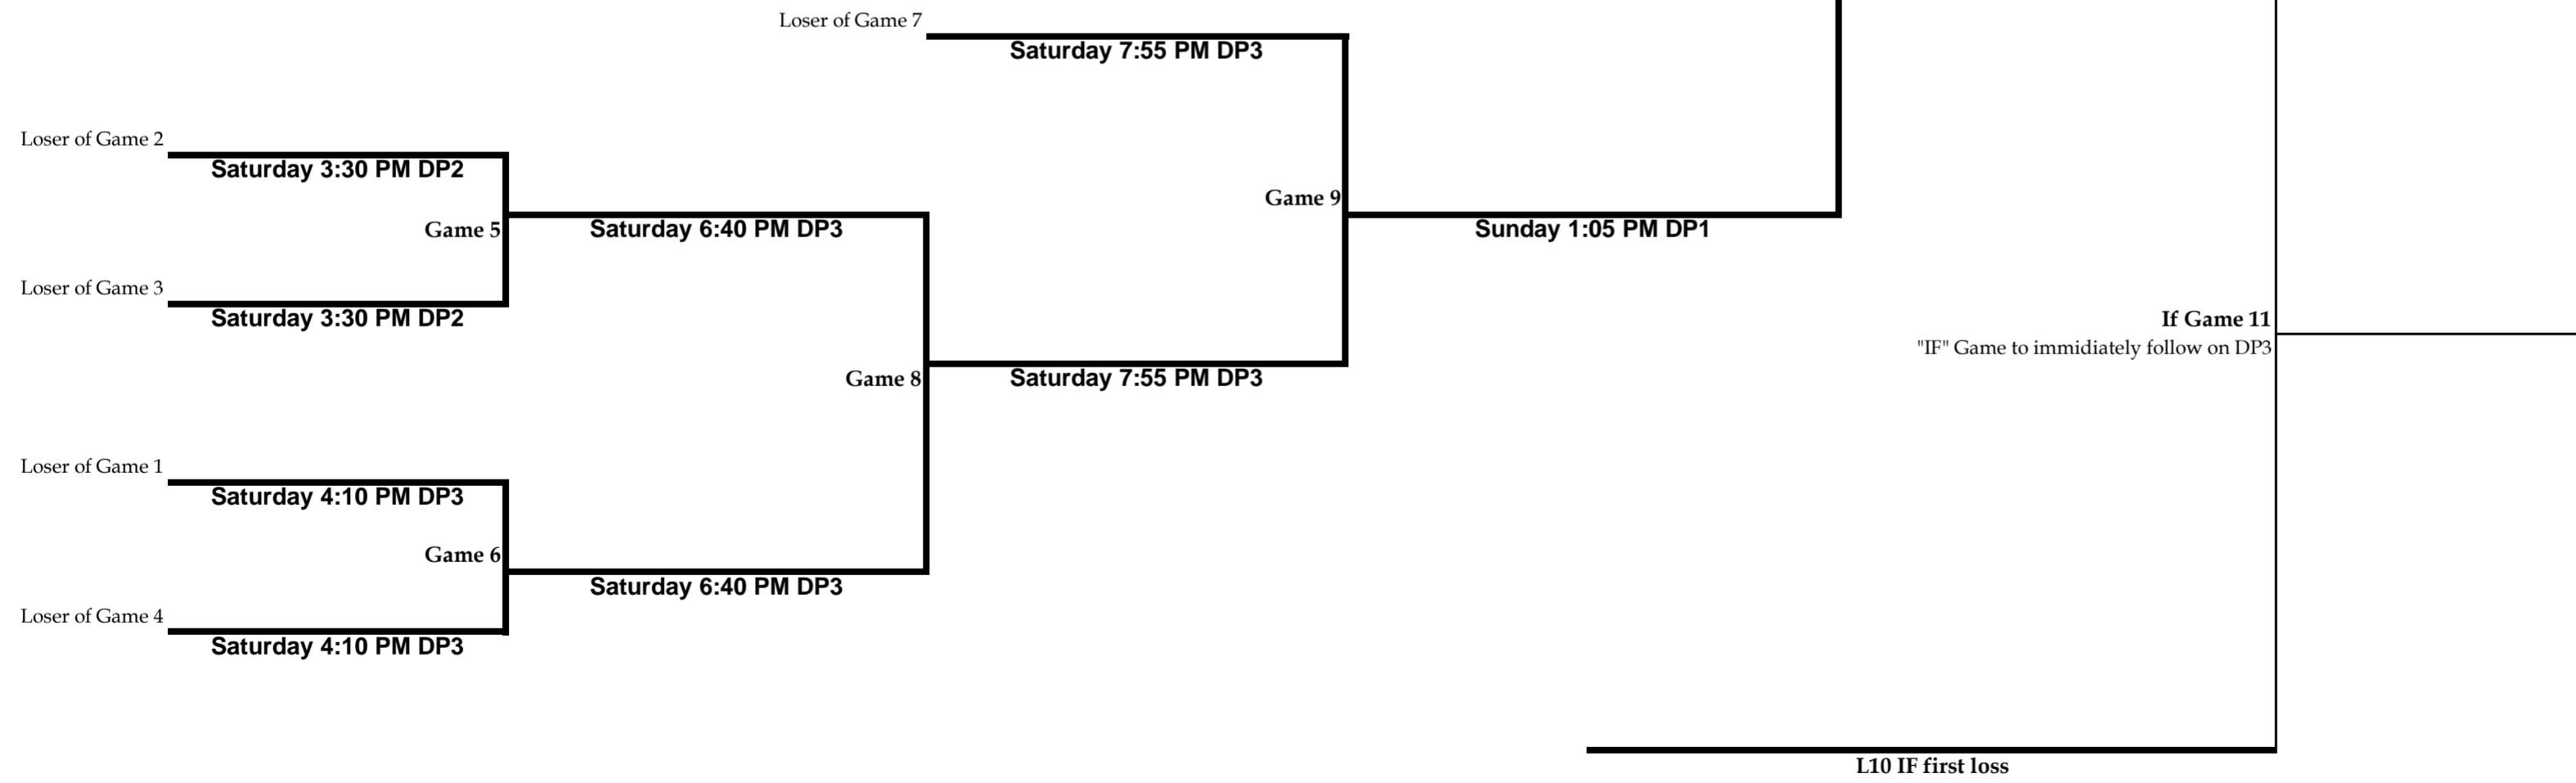 Loser of Game 7
Saturday 7:55 PM DP3
Loser of Game 2
Saturday 3:30 PM DP2
Game 9
Game 5
Saturday 6:40 PM DP3
Sunday 1:05 PM DP1
Loser of Game 3
Saturday 3:30 PM DP2
If Game 11
"IF" Game to immidiately follow on DP3
Game 8
Saturday 7:55 PM DP3
Loser of Game 1
Saturday 4:10 PM DP3
Game 6
Saturday 6:40 PM DP3
Loser of Game 4
Saturday 4:10 PM DP3
L10 IF first loss